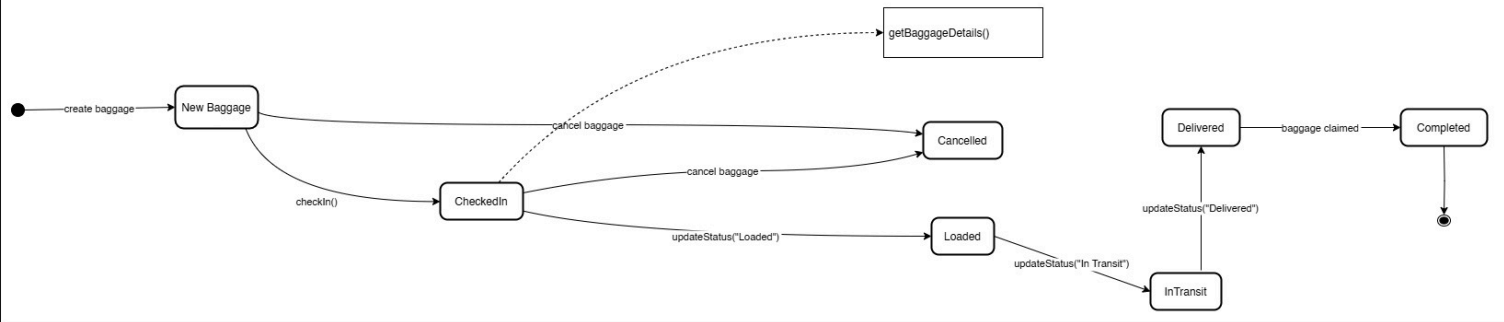 getBaggageDetails()
create baggage
New Baggage
cancel baggage
Cancelled
Delivered
baggage claimed
Completed
checkIn()
CheckedIn
cancel baggage
updateStatus("Loaded")
Loaded
updateStatus("Delivered")
updateStatus("In Transit")
InTransit